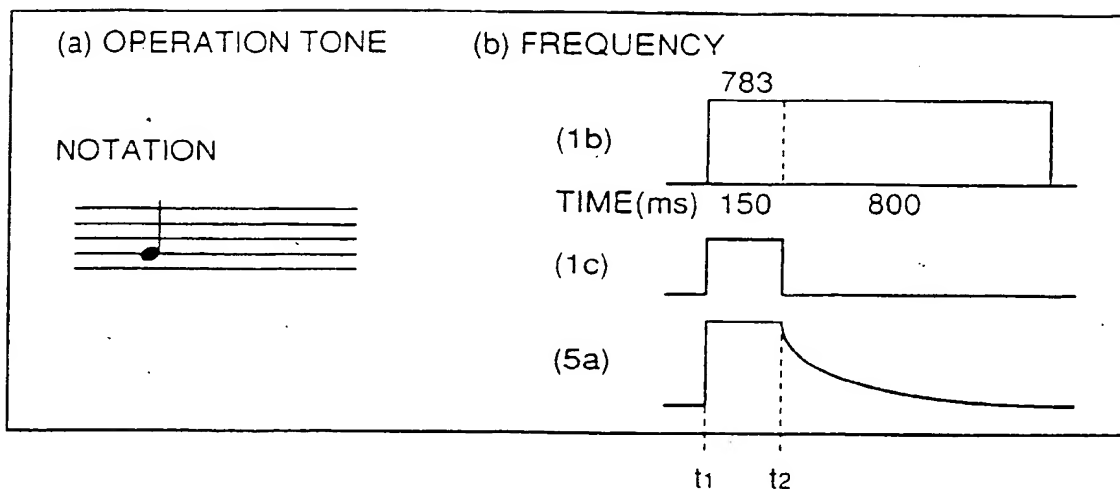 (a) OPERATION TONE
NOTATION
(b) FREQUENCY
783
(1b)
TIME(ms) 150 800
(1c)
(5a)
t1 t2